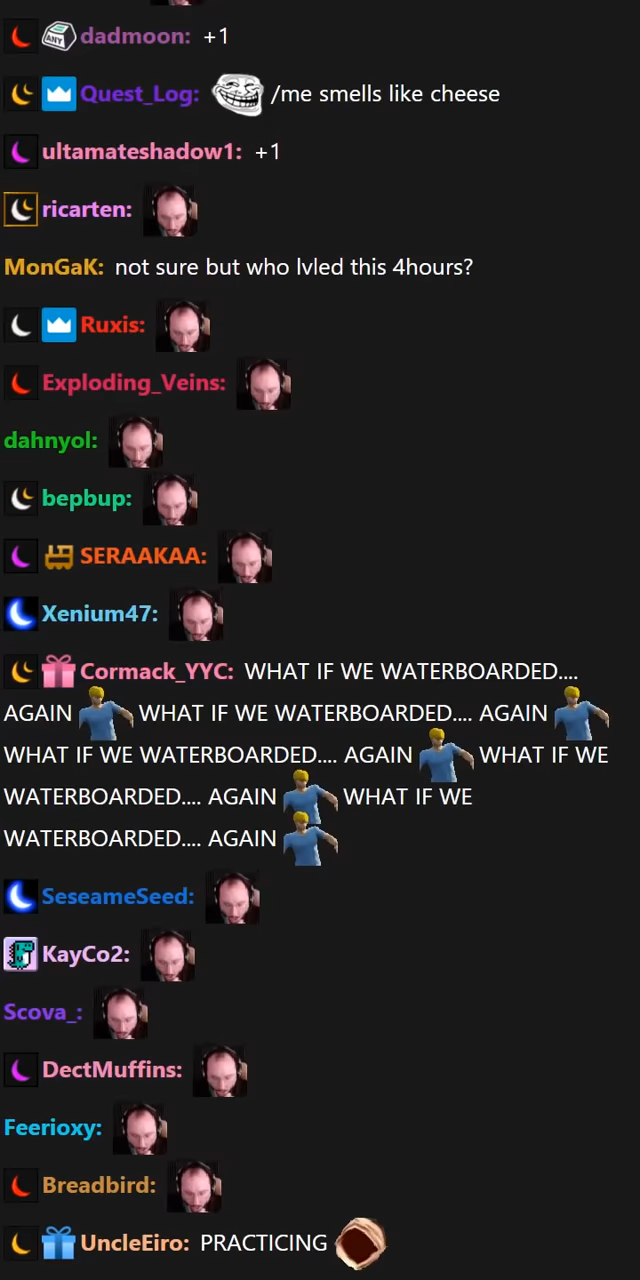 ANY dadmoon: +1
Quest_Log: /me smells like cheese
ultamateshadow1: +1
ricarten:
MonGaK: not sure but who lvled this 4hours?
Ruxis:
Exploding_Veins:
dahnyol:
bepbup:
SERAAKAA:
Xenium47:
Cormack_YYC: WHAT IF WE WATERBOARDED....
AGAIN WHAT IF WE WATERBOARDED.... AGAIN
WHAT IF WE WATERBOARDED.... AGAIN WHAT IF WE
WATERBOARDED.... AGAIN WHAT IF WE
WATERBOARDED.... AGAIN
SeseameSeed:
KayCo2:
Scova_:
DectMuffins:
Feerioxy:
Breadbird:
UncleEiro: PRACTICING